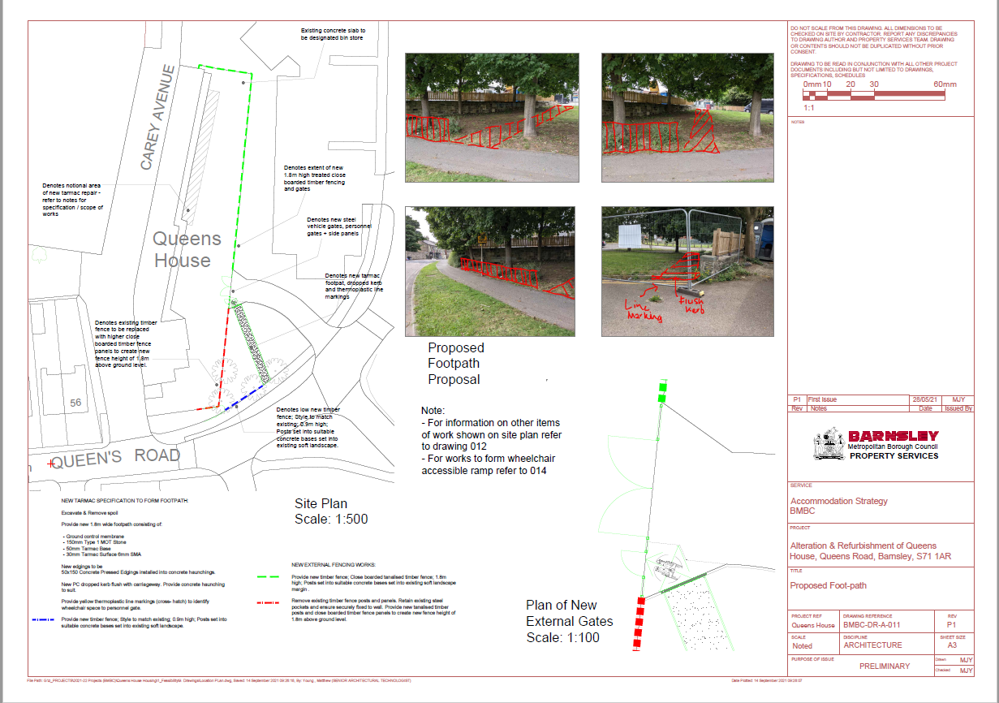 Existing concrete slab to
be designated bin store
CAREY AVENUE
Denotes extent of new
1.8m high treated close
boarded timber fencing
and gates
Denotes notional area
of new tarmac repair -
refer to notes for
specification / scope of
works
Denotes new steel
vehicle gates, personnel
gates + side panels
Queens
House
Denotes new tarmac
footpat, dropped kerb
and thermoplastic line
markings
Denotes existing timber
fence to be replaced
with higher close
boarded timber fence
panels to create new
fence height of 1.8m
above ground level.
56
Denotes low new timber
fence; Style to match
existing; 0.9m high;
Posts set into suitable
concrete bases set into
existing soft landscape.
QUEEN'S ROAD
Site Plan
Scale: 1:500
NEW TARMAC SPECIFICATION TO FORM FOOTPATH:
Excavate & Remove spoil
Provide new 1.8m wide footpath consisting of:
- Ground control membrane
- 150mm Type 1 MOT Stone
- 50mm Tarmac Base
- 30mm Tarmac Surface 6mm SMA
New edgings to be
50x150 Concrete Pressed Edgings installed into concrete haunchings.
New PC dropped kerb flush with carriageway. Provide concrete haunching
to suit.
Provide yellow thermoplastic line markings (cross- hetch) to identify
wheelchair space to personnel gate.
Provide new timber fence; Style to match existing; 0.9m high; Posts set into
suitable concrete bases set into existing soft landscape.
NEW EXTERNAL FENCING WORKS:
Provide new timber fence; Close boarded tanalised timber fence; 1.8m
high; Posts set into suitable concrete bases set into existing soft landscape
margin .
Remove existing timber fence posts and panels. Retain existing steel
pockets and ensure securely fixed to wall. Provide new tanalised timber
posts and close boarded timber fence panels to create new fence height of
1.8m above ground level.
Line
Marking
Flush
Kerb
Proposed
Footpath
Proposal
Note:
- For information on other items
of work shown on site plan refer
to drawing 012
- For works to form wheelchair
accessible ramp refer to 014
Plan of New
External Gates
Scale: 1:100
DO NOT SCALE FROM THIS DRAWING. ALL DIMENSIONS TO BE
CHECKED ON SITE BY CONTRACTOR. REPORT ANY DISCREPANCIES
TO DRAWING AUTHOR AND PROPERTY SERVICES TEAM. DRAWING
OR CONTENTS SHOULD NOT BE DUPLICATED WITHOUT PRIOR
CONSENT.
DRAWING TO BE READ IN CONJUNCTION WITH ALL OTHER PROJECT
DOCUMENTS INCLUDING BUT NOT LIMITED TO DRAWINGS,
SPECIFICATIONS, SCHEDULES
0mm 10 20 30 60mm
1:1
NOTES
P1 First Issue 28/05/21 MJY
Rev Notes Date Issued By
BARNSLEY
Metropolitan Borough Council
PROPERTY SERVICES
SERVICE
Accommodation Strategy
BMBC
PROJECT
Alteration & Refurbishment of Queens
House, Queens Road, Barnsley, S71 1AR
TITLE
Proposed Foot-path
PROJECT REF DRAWING REFERENCE REV
Queens House BMBC-DR-A-011 P1
SCALE DISCIPLINE SHEET SIZE
Noted ARCHITECTURE A3
PURPOSE OF ISSUE
PRELIMINARY
Drawn MJY
Checked MJY
Date Plotted: 14 September 2021 09:28:07